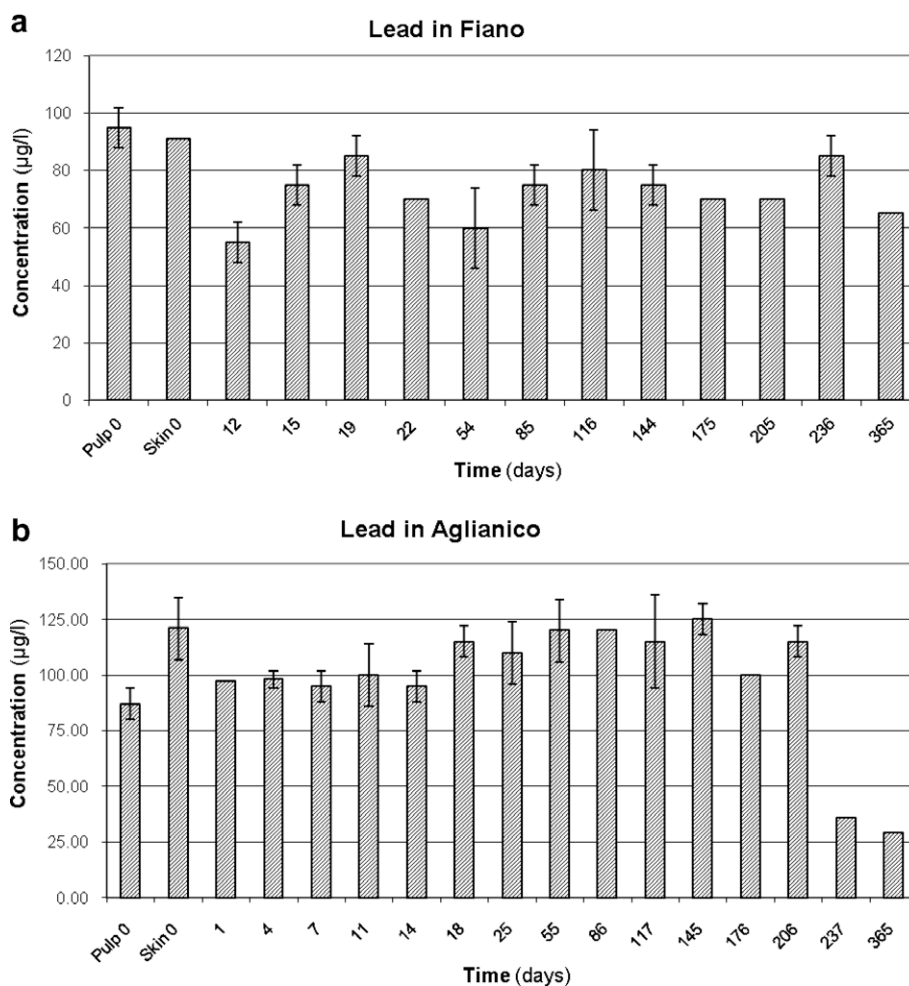 a
Lead in Fiano
Concentration (µg/l)
120
100
80
60
40
20
0
Pulp 0 Skin 0 12 15 19 22 54 85 116 144 175 205 236 365
Time (days)
b
Lead in Aglianico
Concentration (µg/l)
150.00
125.00
100.00
75.00
50.00
25.00
0.00
Pulp 0 Skin 0 1 4 7 11 14 18 25 55 86 117 145 176 206 237 365
Time (days)